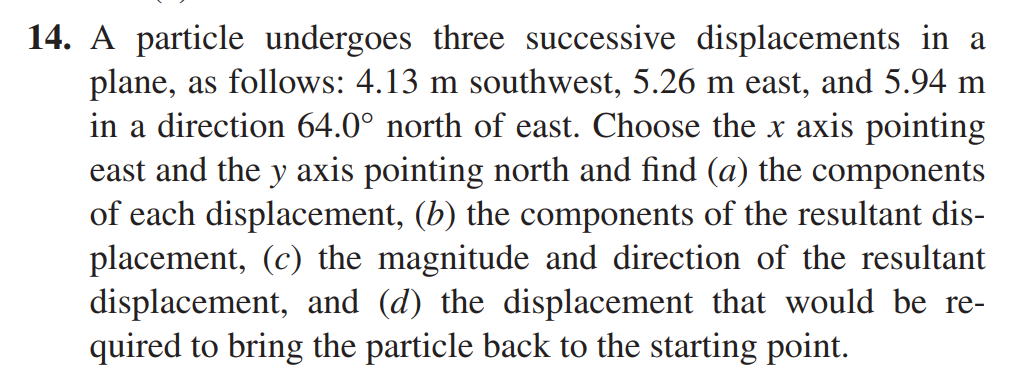 14. A particle undergoes three successive displacements in a
plane, as follows: 4.13 m southwest, 5.26 m east, and 5.94 m
in a direction 64.0° north of east. Choose the x axis pointing
east and the y axis pointing north and find (a) the components
of each displacement, (b) the components of the resultant dis-
placement, (c) the magnitude and direction of the resultant
displacement, and (d) the displacement that would be re-
quired to bring the particle back to the starting point.